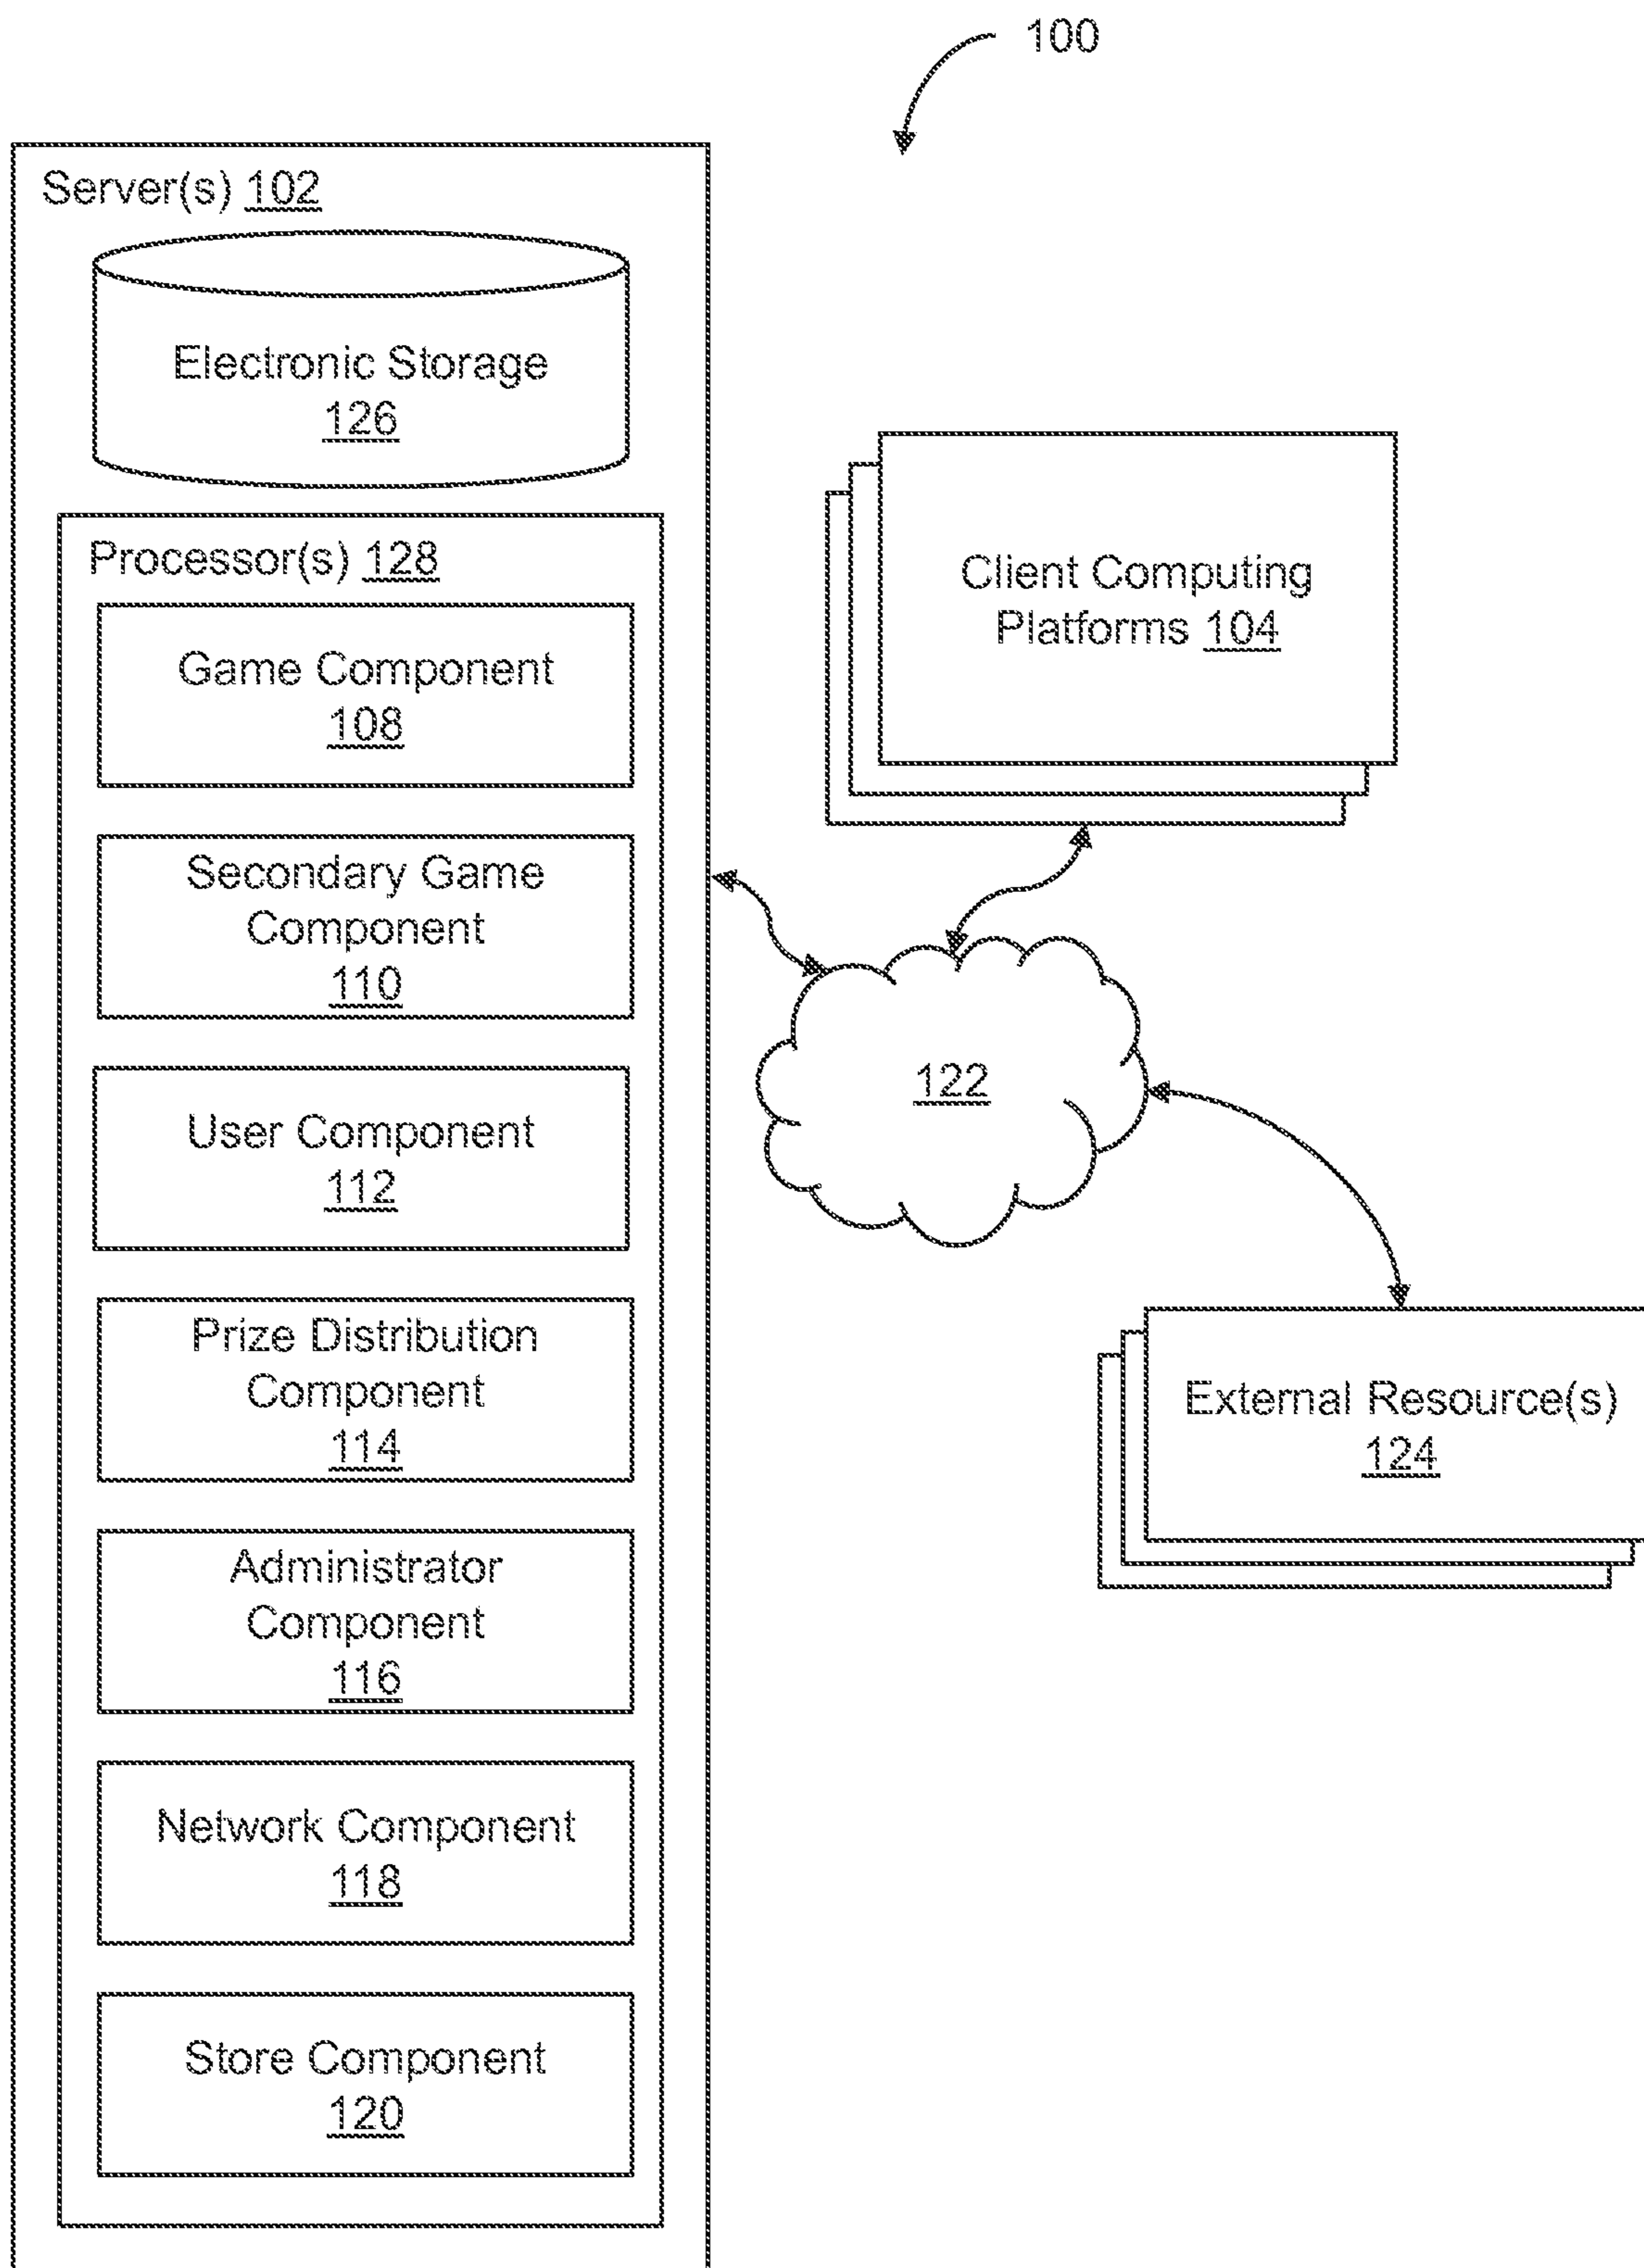 100
Server(s) 102
Electronic Storage
126
Processor(s) 128
Game Component
108
Secondary Game
Component
110
User Component
112
Prize Distribution
Component
114
Administrator
Component
116
Network Component
118
Store Component
120
Client Computing
Platforms 104
122
External Resource(s)
124